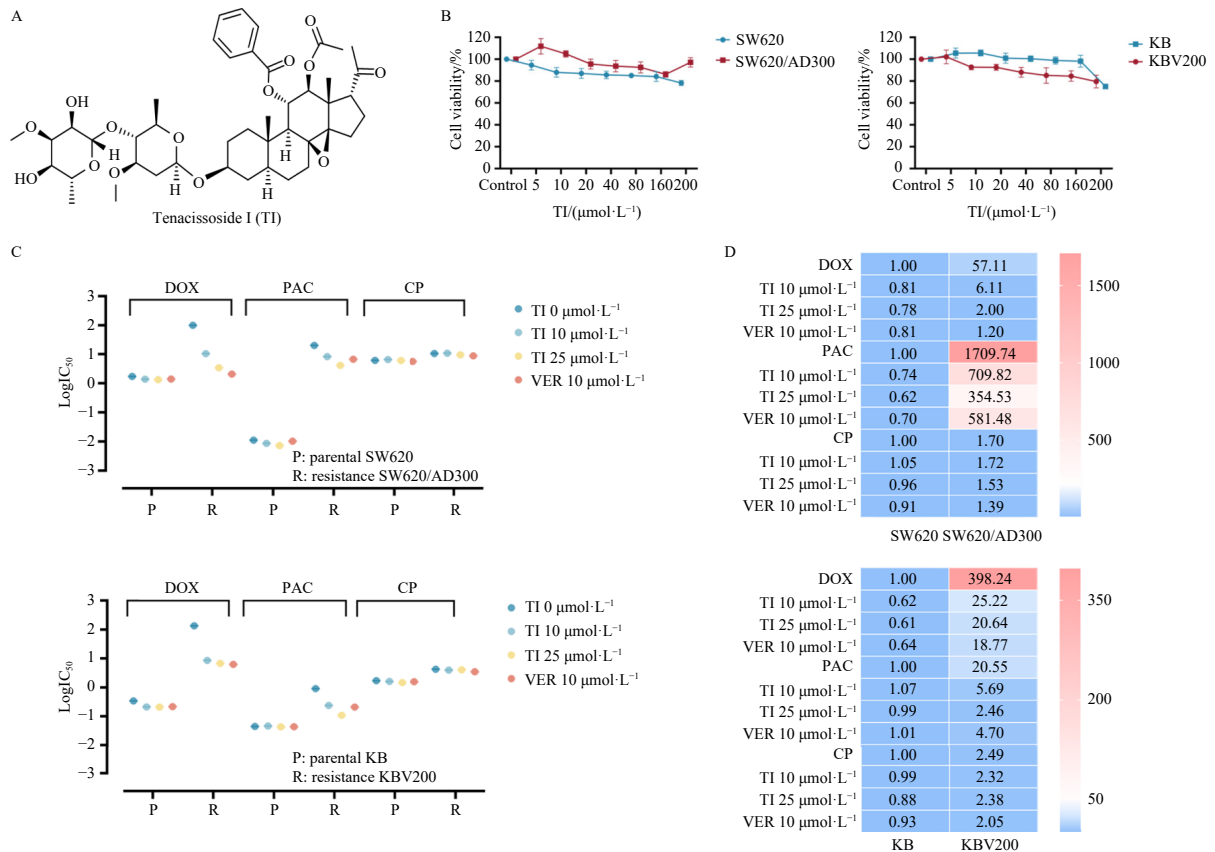 A
O
O
O
O
O
O
H
H
H
O
O
O
O
H
O
O
H
O
OH
HO
O
Tenacissoside I (TI)
B
Cell viability/%
120
100
80
60
40
20
0
Control 5 10 20 40 80 160 200
TI/(μmol·L⁻¹)
SW620
SW620/AD300
Cell viability/%
120
100
80
60
40
20
0
Control 5 10 20 40 80 160 200
TI/(μmol·L⁻¹)
KB
KBV200
C
DOX PAC CP
LogIC₅₀
3
2
1
0
−1
−2
−3
TI 0 μmol·L⁻¹
TI 10 μmol·L⁻¹
TI 25 μmol·L⁻¹
VER 10 μmol·L⁻¹
P: parental SW620
R: resistance SW620/AD300
P R P R P R
DOX PAC CP
LogIC₅₀
3
2
1
0
−1
−2
−3
TI 0 μmol·L⁻¹
TI 10 μmol·L⁻¹
TI 25 μmol·L⁻¹
VER 10 μmol·L⁻¹
P: parental KB
R: resistance KBV200
P R P R P R
D
DOX 1.00 57.11
TI 10 μmol·L⁻¹ 0.81 6.11
TI 25 μmol·L⁻¹ 0.78 2.00
VER 10 μmol·L⁻¹ 0.81 1.20
PAC 1.00 1709.74
TI 10 μmol·L⁻¹ 0.74 709.82
TI 25 μmol·L⁻¹ 0.62 354.53
VER 10 μmol·L⁻¹ 0.70 581.48
CP 1.00 1.70
TI 10 μmol·L⁻¹ 1.05 1.72
TI 25 μmol·L⁻¹ 0.96 1.53
VER 10 μmol·L⁻¹ 0.91 1.39
SW620 SW620/AD300
1500
1000
500
DOX 1.00 398.24
TI 10 μmol·L⁻¹ 0.62 25.22
TI 25 μmol·L⁻¹ 0.61 20.64
VER 10 μmol·L⁻¹ 0.64 18.77
PAC 1.00 20.55
TI 10 μmol·L⁻¹ 1.07 5.69
TI 25 μmol·L⁻¹ 0.99 2.46
VER 10 μmol·L⁻¹ 1.01 4.70
CP 1.00 2.49
TI 10 μmol·L⁻¹ 0.99 2.32
TI 25 μmol·L⁻¹ 0.88 2.38
VER 10 μmol·L⁻¹ 0.93 2.05
KB KBV200
350
200
50